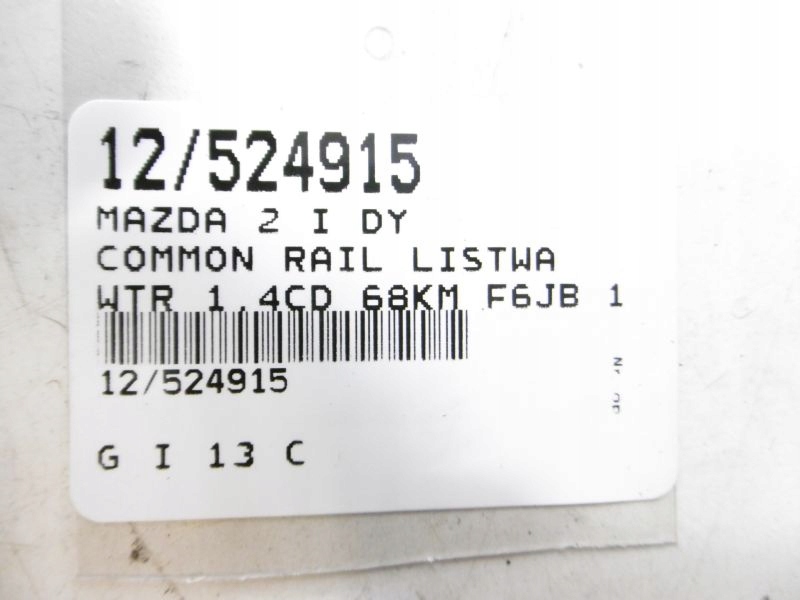 12/524915
MAZDA 2 I DY
COMMON RAIL LISTWA
WTR 1.4CD 68KM F6JB 1
12/524915
G I 13 C